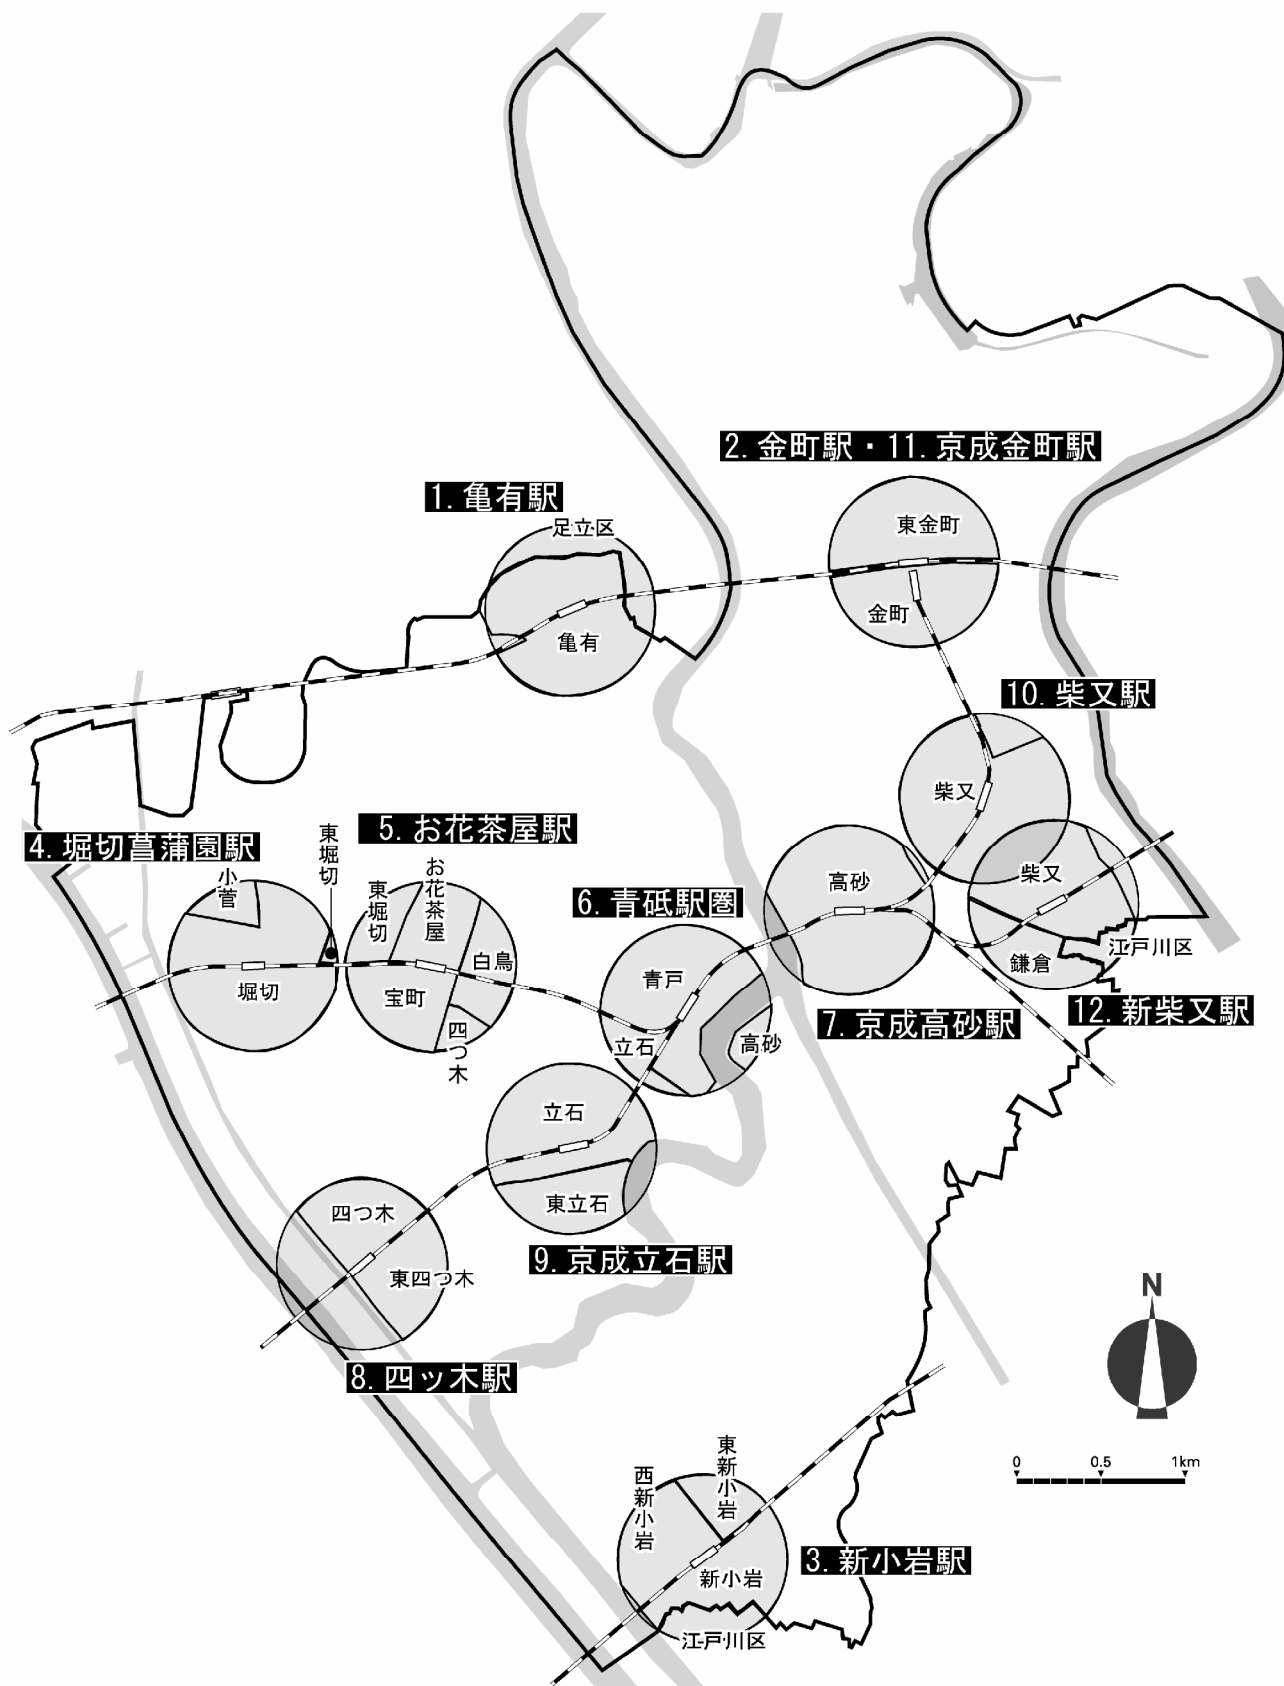 2.金町駅・11.京成金町駅
東金町
金町
1.亀有駅
足立区
亀有
10.柴又駅
柴又
4.堀切菖蒲園駅
小菅
東堀切
堀切
5.お花茶屋駅
東堀切
お花茶屋
白鳥
宝町
四つ木
6.青砥駅圏
青戸
立石
高砂
高砂
7.京成高砂駅
柴又
鎌倉
江戸川区
12.新柴又駅
立石
東立石
9.京成立石駅
四つ木
東四つ木
8.四ッ木駅
N
0 0.5 1km
西新小岩
東新小岩
新小岩
江戸川区
3.新小岩駅